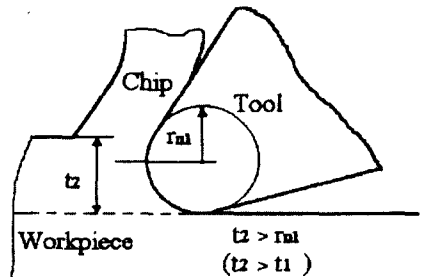 Chip
Tool
rn1
t2
Workpiece
t2 > rn1
(t2 > t1)